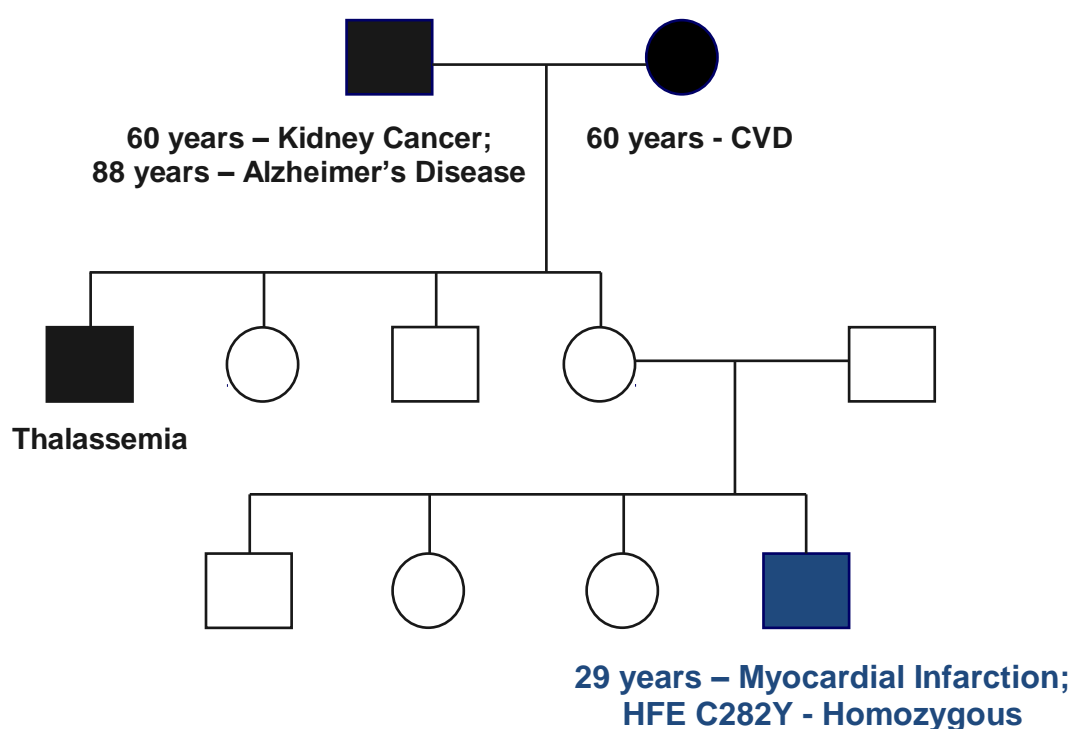 60 years – Kidney Cancer;
88 years – Alzheimer's Disease
60 years - CVD
Thalassemia
29 years – Myocardial Infarction;
HFE C282Y - Homozygous